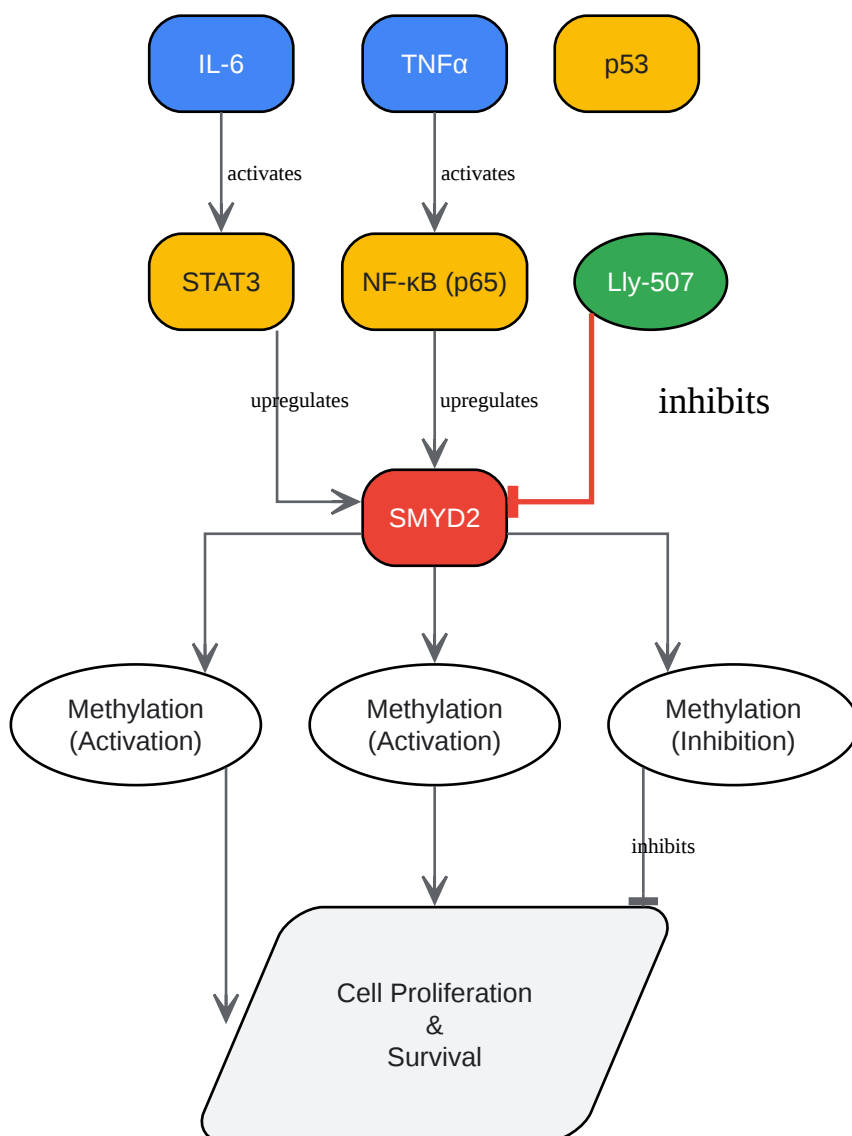 IL-6
TNFα
p53
activates
activates
STAT3
NF-κB (p65)
Lly-507
upregulates
upregulates
inhibits
SMYD2
Methylation
(Activation)
Methylation
(Activation)
Methylation
(Inhibition)
inhibits
Cell Proliferation
&
Survival